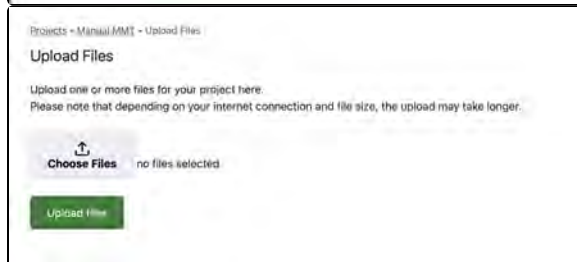 Projects • Manual MMT • Upload Files
Upload Files
Upload one or more files for your project here.
Please note that depending on your internet connection and file size, the upload may take longer.
Choose Files no files selected
Upload files